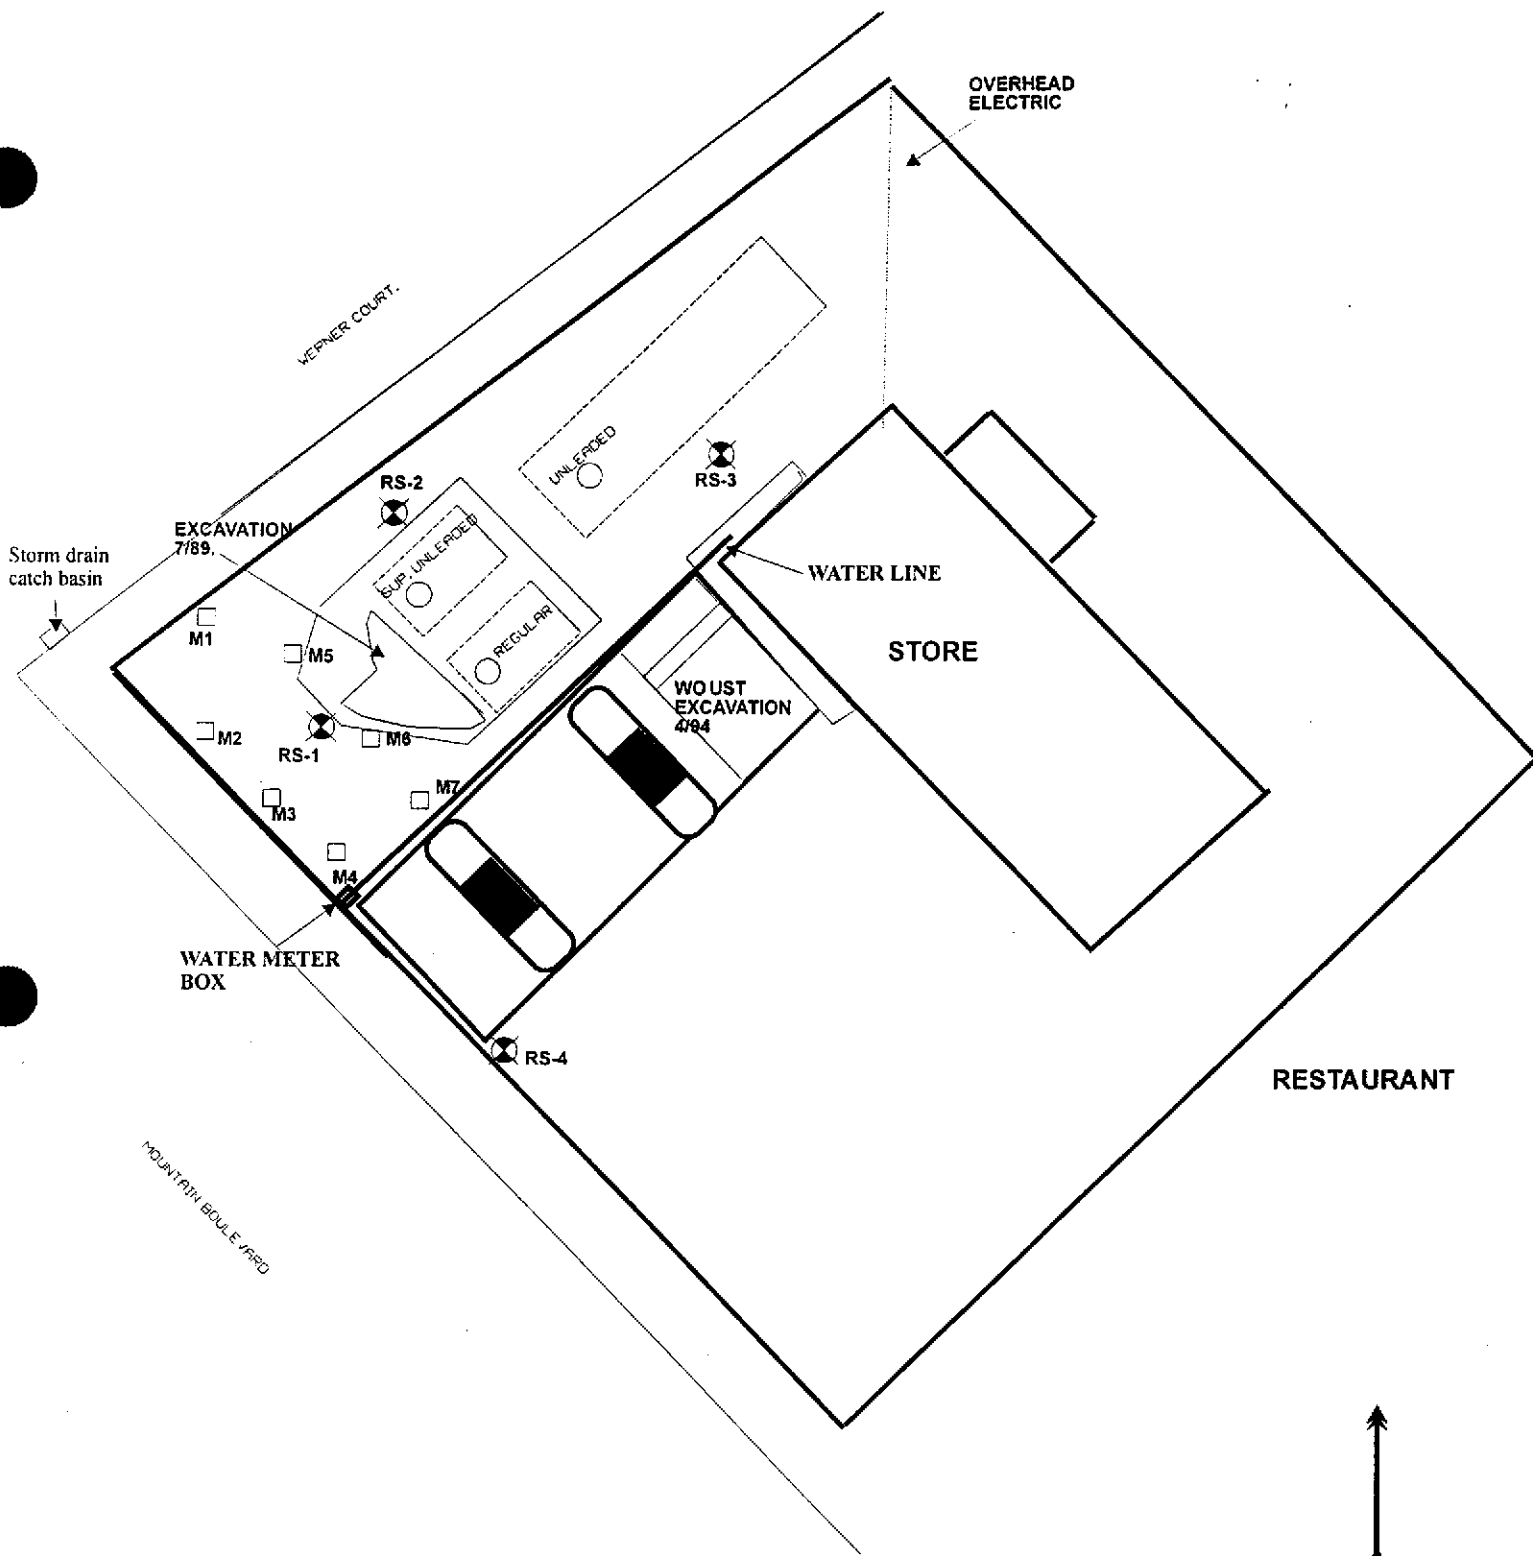 OVERHEAD
ELECTRIC
WERNER COURT.
UNLEADED
RS-3
RS-2
EXCAVATION
7/89.
SUP. UNLEADED
Storm drain
catch basin
WATER LINE
REGULAR
M1
M5
STORE
WO UST
EXCAVATION
4/94
M2
RS-1
M6
M7
M3
M4
WATER METER
BOX
RS-4
RESTAURANT
MOUNTAIN BOULEVARD